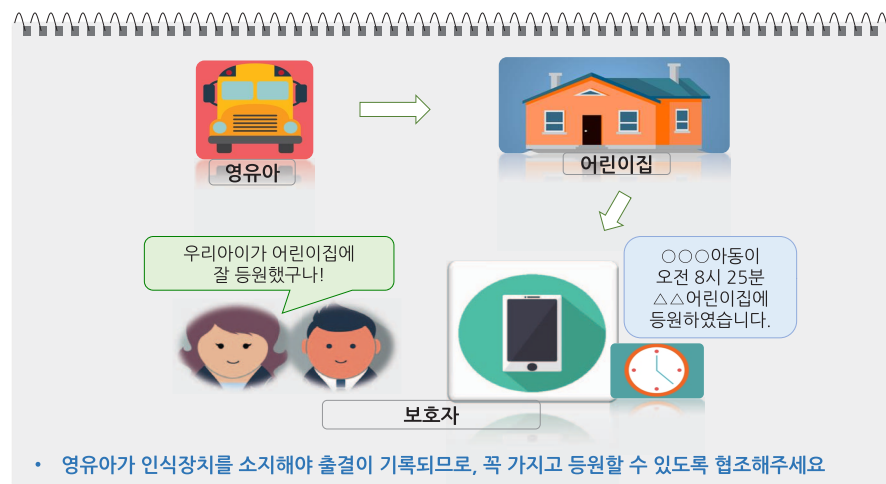 영유아
어린이집
우리아이가 어린이집에
잘 등원했구나!
○○○아동이
오전 8시 25분
△△어린이집에
등원하였습니다.
보호자
• 영유아가 인식장치를 소지해야 출결이 기록되므로, 꼭 가지고 등원할 수 있도록 협조해주세요